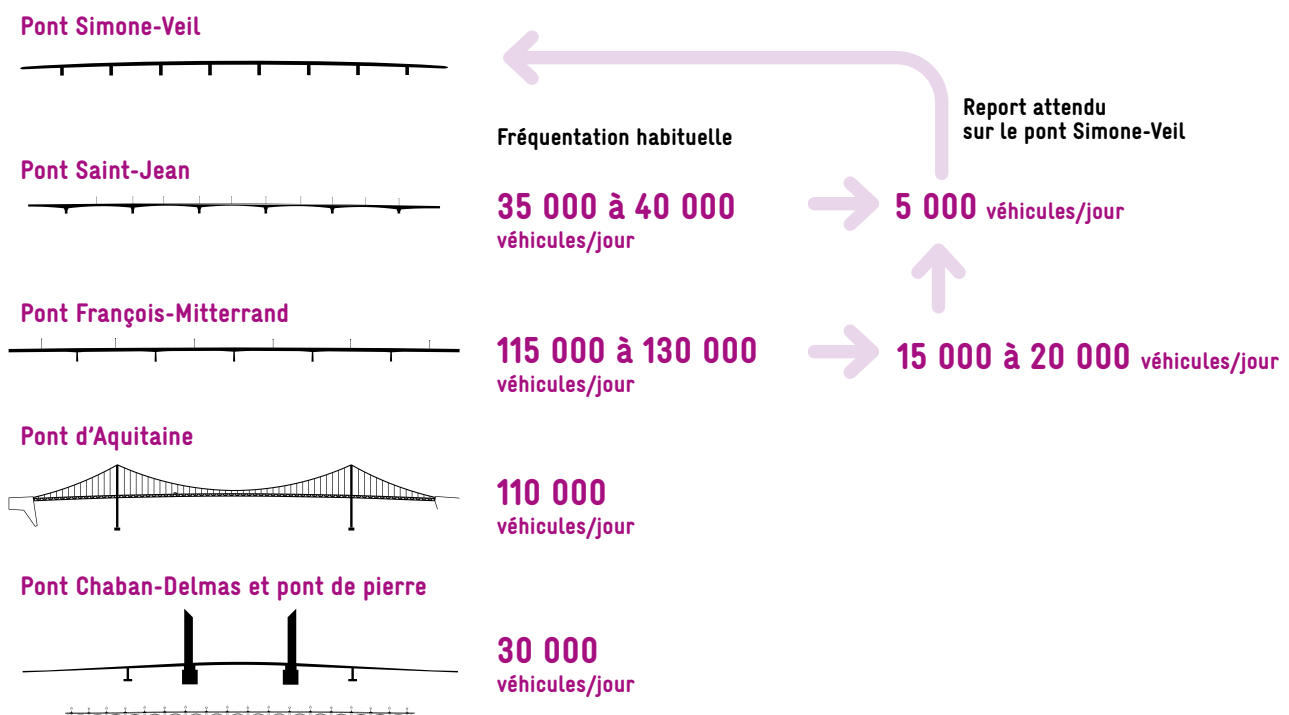 Pont Simone-Veil
Report attendu
sur le pont Simone-Veil
Fréquentation habituelle
Pont Saint-Jean
35 000 à 40 000
véhicules/jour
5 000 véhicules/jour
Pont François-Mitterrand
115 000 à 130 000
véhicules/jour
15 000 à 20 000 véhicules/jour
Pont d’Aquitaine
110 000
véhicules/jour
Pont Chaban-Delmas et pont de pierre
30 000
véhicules/jour